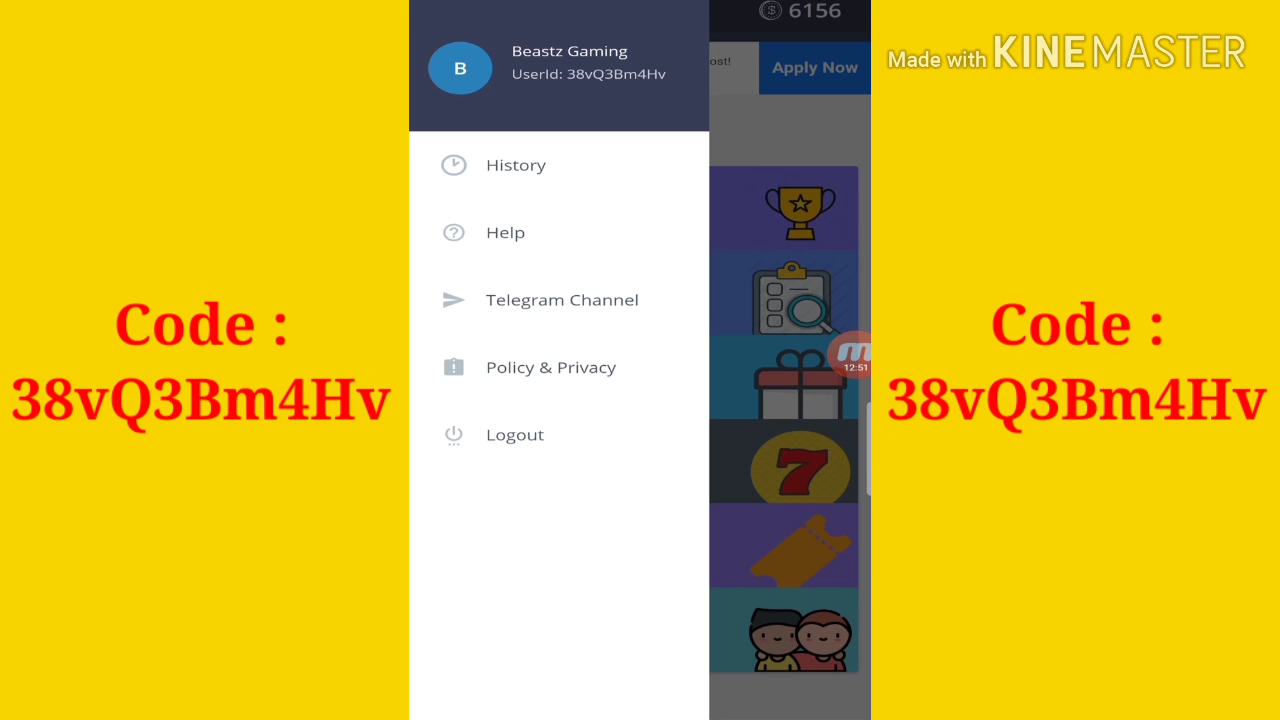 Beastz Gaming
B
UserId: 38vQ3Bm4Hv
History
Help
Telegram Channel
Policy & Privacy
Logout
6156
ost!
Apply Now
7
12:51
Code :
38vQ3Bm4Hv
Made with KINEMASTER
Code :
38vQ3Bm4Hv